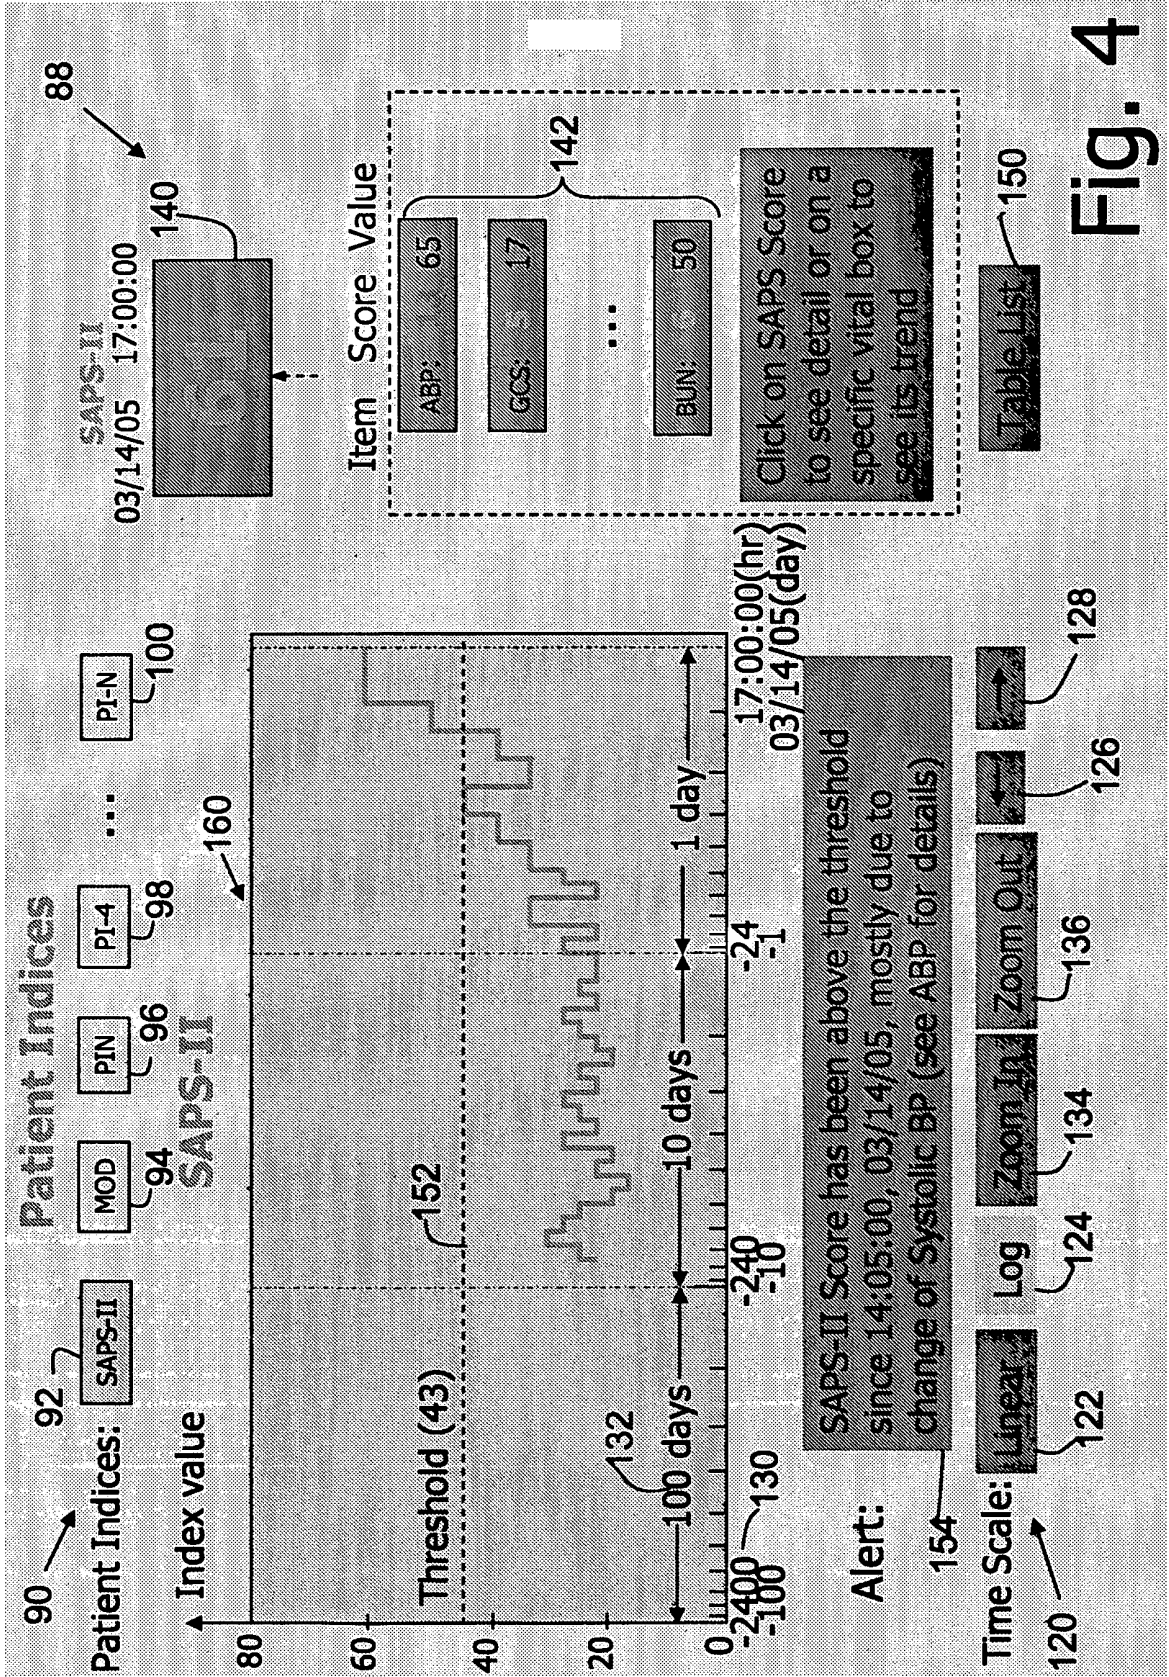 Patient Indices
88
90
92
Patient Indices: SAPS-II MOD PIN PI-4 ... PI-N
94 96 98 100
SAPS-II
SAPS-II
03/14/05 17:00:00
140
Index value
160
80
60
40
20
0
152
Threshold (43)
132
100 days 10 days 1 day
-2400 -240 -24 17:00:00(hr)
-100 -10 -1 03/14/05(day)
130
Item Score Value
ABP: 65
GCS: 17
...
BUN: 50
142
Click on SAPS Score
to see detail or on a
specific vital box to
see its trend
Alert:
154
SAPS-II Score has been above the threshold
since 14:05:00, 03/14/05, mostly due to
change of Systolic BP (see ABP for details)
Time Scale: Linear Log Zoom In Zoom Out ← → Table List
120 122 124 134 136 126 128 150
Fig. 4